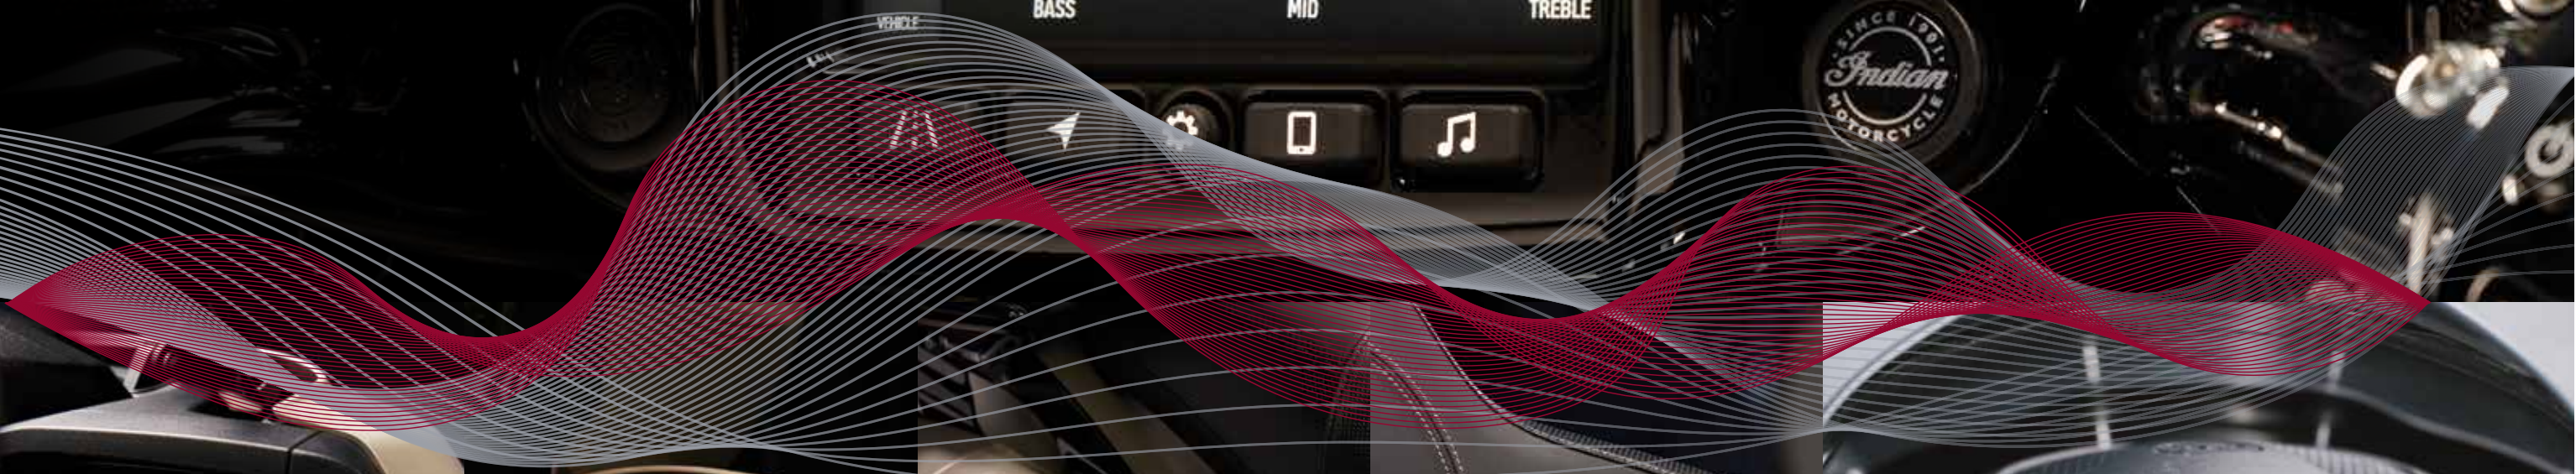 BASS MID TREBLE
VEHICLE
SINCE 1901
Indian
MOTORCYCLE